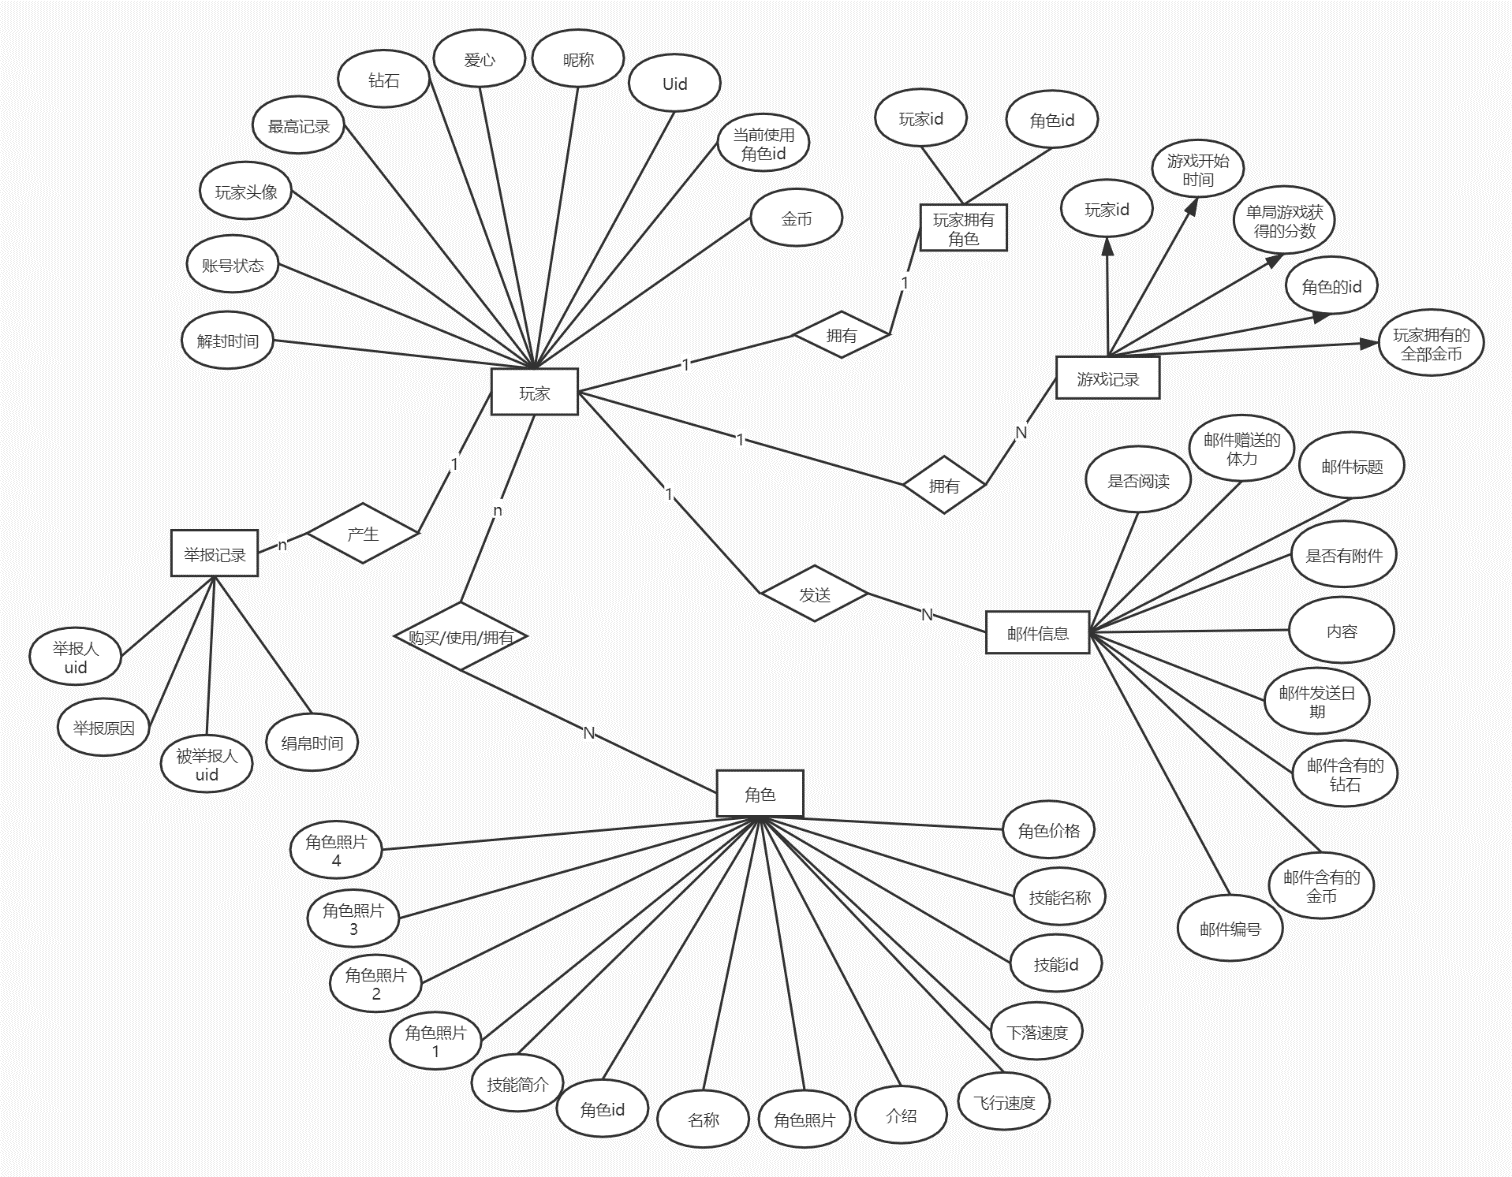 爱心
昵称
钻石
Uid
最高记录
当前使用
角色id
玩家头像
金币
账号状态
解封时间
玩家
玩家id
角色id
玩家拥有
角色
1
拥有
1
玩家id
游戏开始
时间
单局游戏获
得的分数
角色的id
玩家拥有的
全部金币
游戏记录
N
1
拥有
1
产生
n
举报记录
举报人
uid
举报原因
被举报人
uid
绢帛时间
n
购买/使用/拥有
N
1
发送
N
邮件信息
是否阅读
邮件赠送的
体力
邮件标题
是否有附件
内容
邮件发送日
期
邮件含有的
钻石
邮件含有的
金币
邮件编号
角色
角色照片
4
角色照片
3
角色照片
2
角色照片
1
技能简介
角色id
名称
角色照片
介绍
飞行速度
下落速度
技能id
技能名称
角色价格